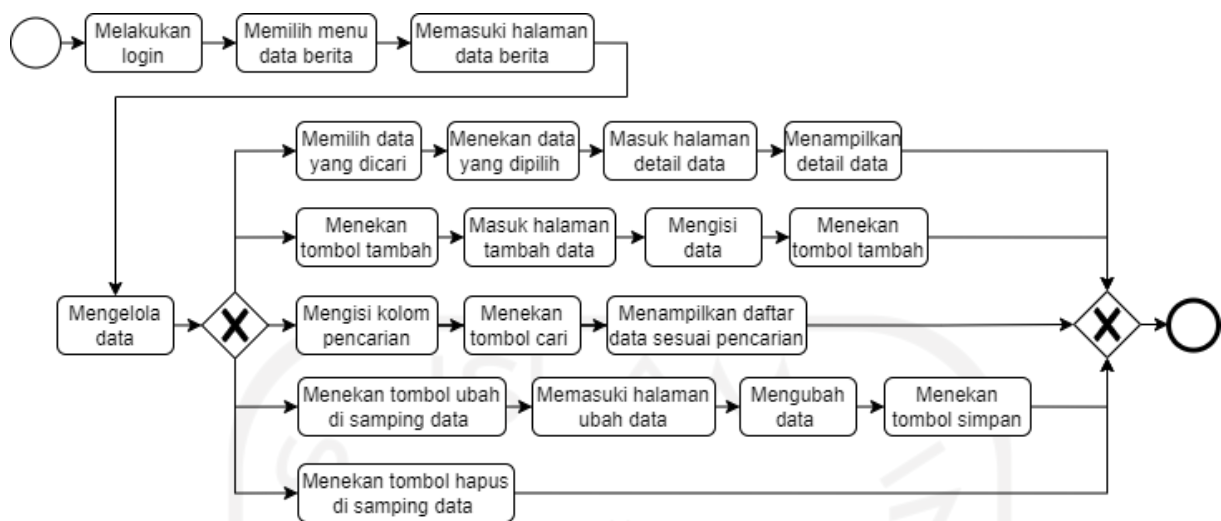 Melakukan
login
Memilih menu
data berita
Memasuki halaman
data berita
Memilih data
yang dicari
Menekan data
yang dipilih
Masuk halaman
detail data
Menampilkan
detail data
Menekan
tombol tambah
Masuk halaman
tambah data
Mengisi
data
Menekan
tombol tambah
Mengelola
data
Mengisi kolom
pencarian
Menekan
tombol cari
Menampilkan daftar
data sesuai pencarian
Menekan tombol ubah
di samping data
Memasuki halaman
ubah data
Mengubah
data
Menekan
tombol simpan
Menekan tombol hapus
di samping data